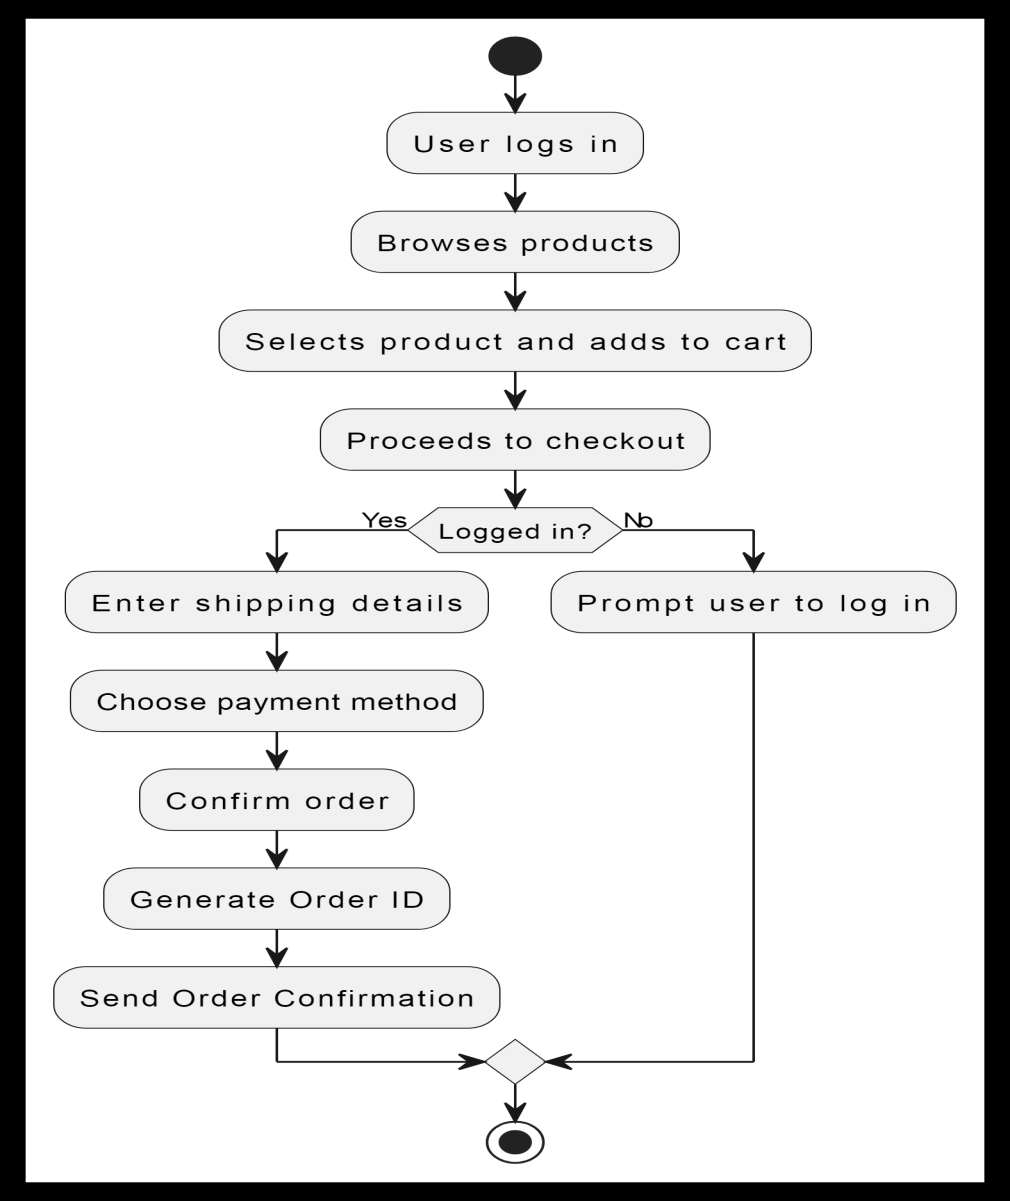 User logs in
Browses products
Selects product and adds to cart
Proceeds to checkout
Yes
Logged in?
No
Enter shipping details
Prompt user to log in
Choose payment method
Confirm order
Generate Order ID
Send Order Confirmation